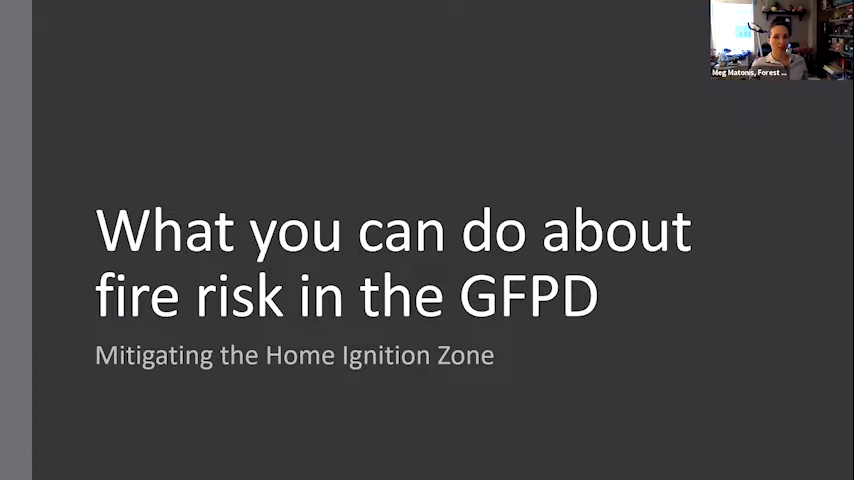 Meg Matonis, Forest ...
What you can do about
fire risk in the GFPD
Mitigating the Home Ignition Zone